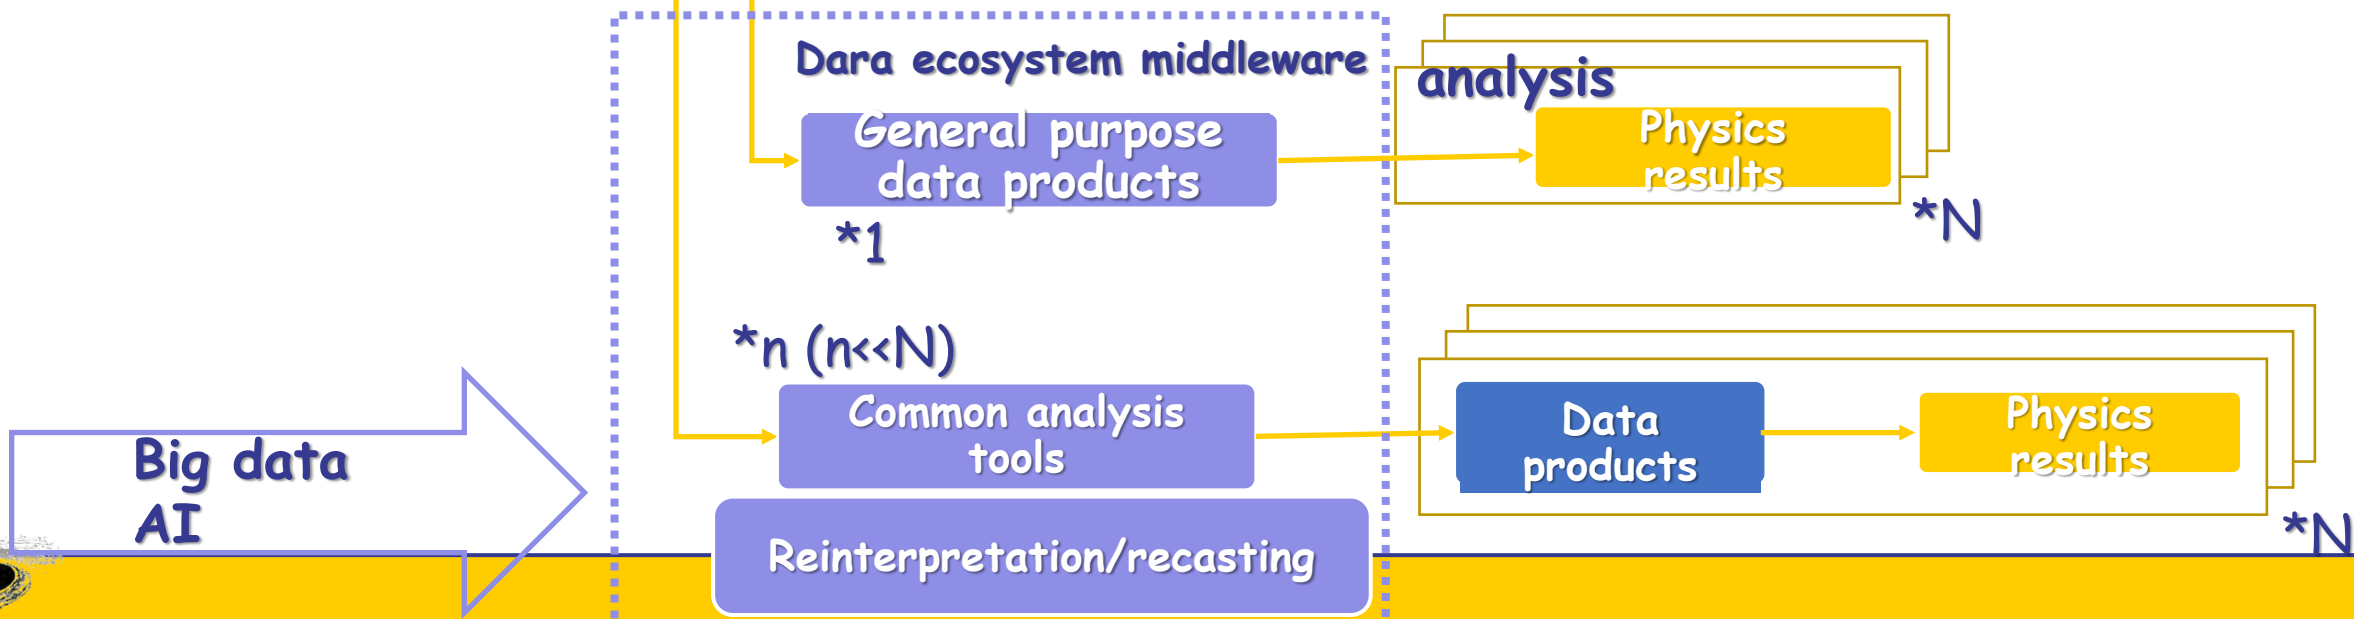 Dara ecosystem middleware
analysis
General purpose
data products
Physics
results
*1
*N
*n (n<<N)
Common analysis
tools
Data
products
Physics
results
*N
Big data
AI
Reinterpretation/recasting